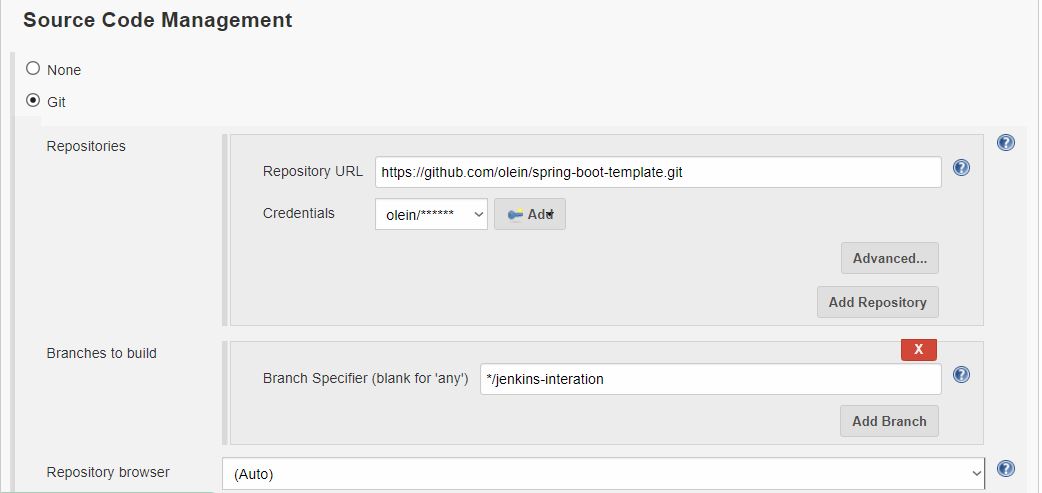 Source Code Management
None
Git
Repositories
Repository URL https://github.com/olein/spring-boot-template.git
Credentials olein/****** Add
Advanced...
Add Repository
Branches to build
X
Branch Specifier (blank for 'any') */jenkins-interation
Add Branch
Repository browser (Auto)